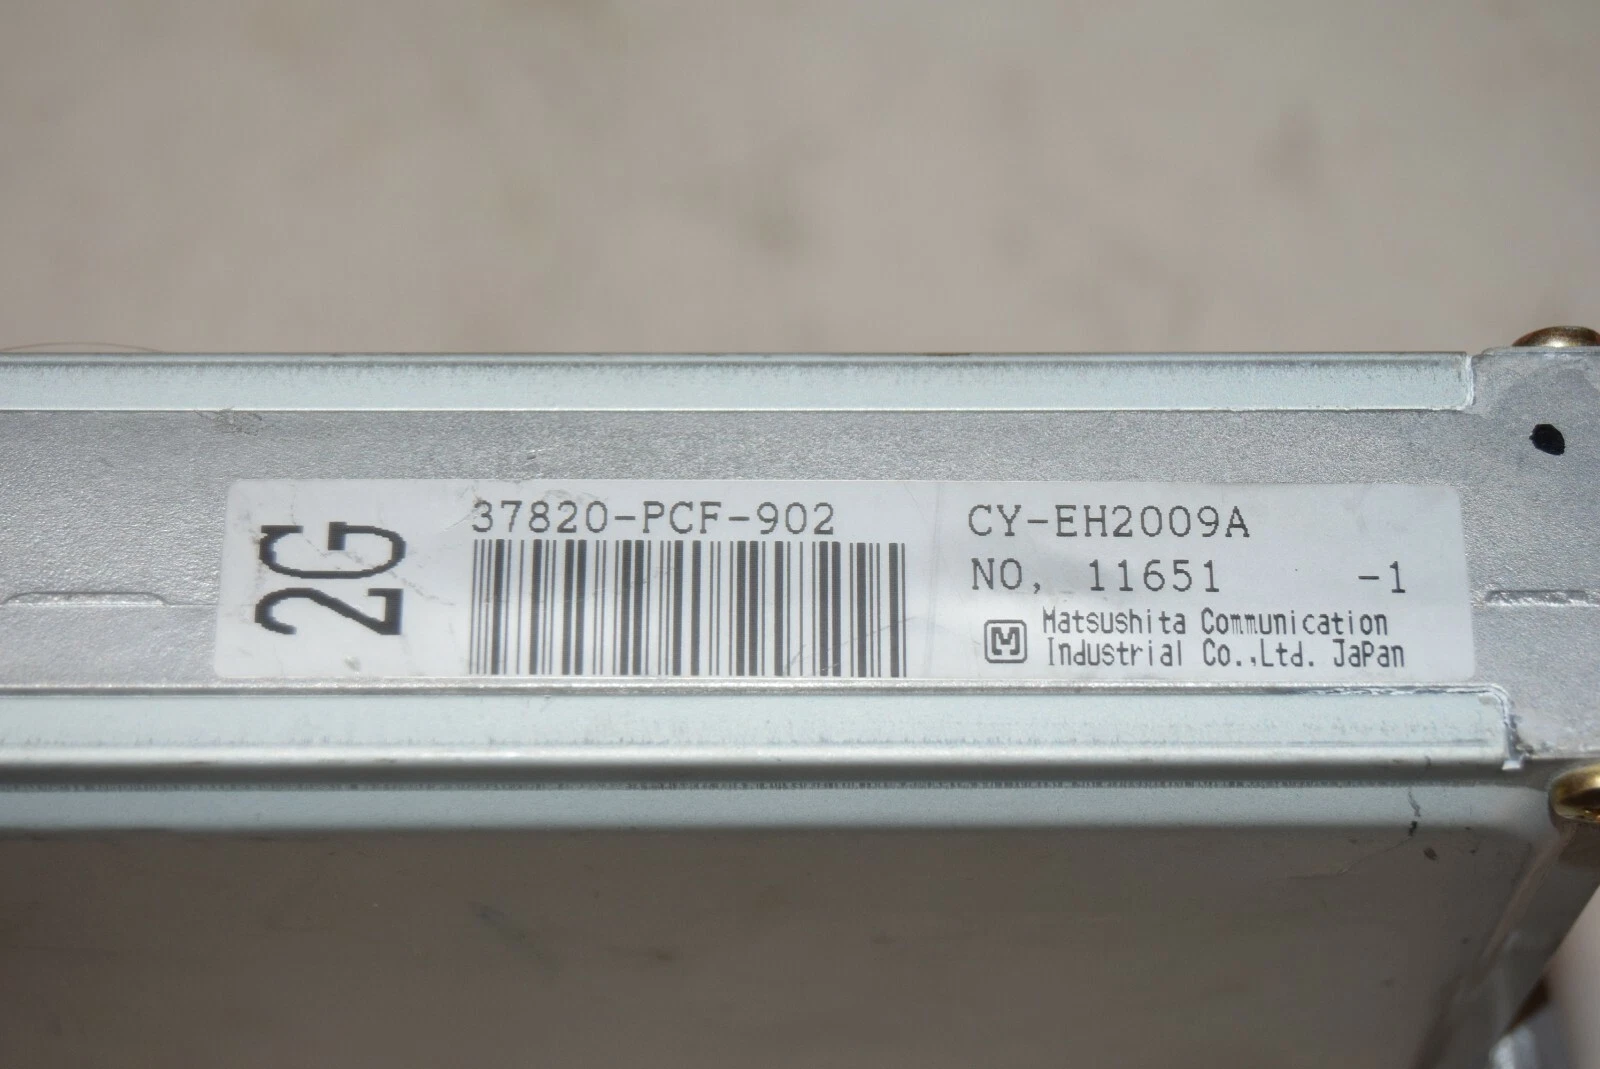 2G
37820-PCF-902
CY-EH2009A
NO, 11651 -1
Matsushita Communication
Industrial Co.,Ltd. JaPan